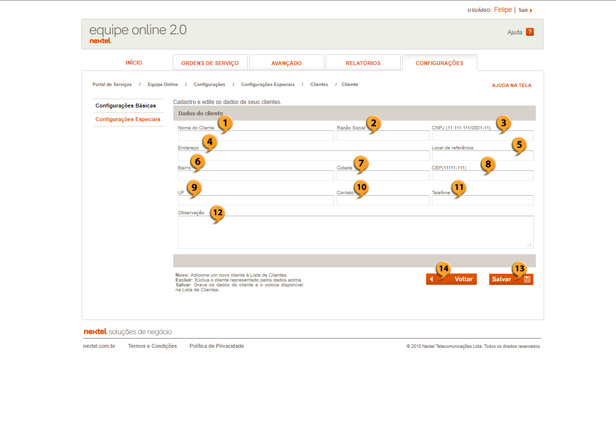 USUÁRIO: Felipe | Sair
equipe online 2.0
nextel.
Ajuda ?
INÍCIO
ORDENS DE SERVIÇO
AVANÇADO
RELATÓRIOS
CONFIGURAÇÕES
Portal de Serviços / Equipe Online / Configurações / Configurações Especiais / Clientes / Cliente
AJUDA NA TELA
Configurações Básicas
Configurações Especiais
Cadastro e edite os dados de seus clientes.
Dados do cliente
Nome do Cliente 1
Razão Social 2
CNPJ (11.111.111/0001-11) 3
Endereço 4
Local de referência 5
Bairro 6
Cidade 7
CEP(11111-111) 8
UF 9
Contato 10
Telefone 11
Observação 12
Novo: Adicione um novo cliente à Lista de Clientes.
Excluir: Exclua o cliente representado pelos dados acima.
Salvar: Grava os dados do cliente e o coloca disponível
na Lista de Clientes.
14 Voltar
13 Salvar
nextel. soluções de negócio
nextel.com.br
Termos e Condições
Política de Privacidade
© 2010 Nextel Telecomunicações Ltda. Todos os direitos reservados.